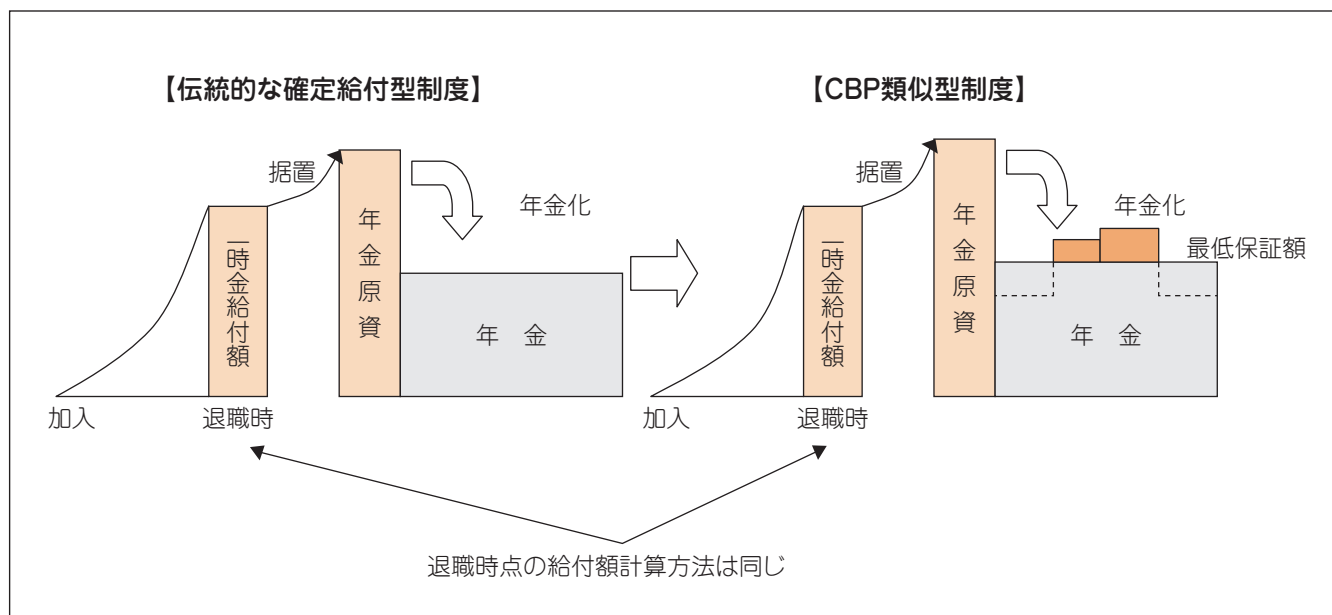 【伝統的な確定給付型制度】
据置
年金化
一時金給付額
年金原資
年　金
加入
退職時
【CBP類似型制度】
据置
年金化
最低保証額
一時金給付額
年金原資
年　金
加入
退職時
退職時点の給付額計算方法は同じ